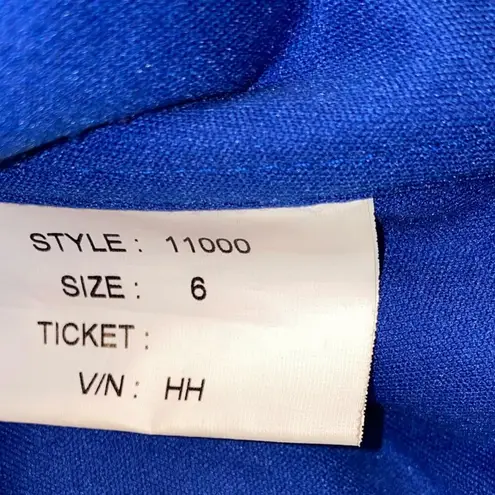 STYLE : 11000
SIZE : 6
TICKET :
V/N : HH